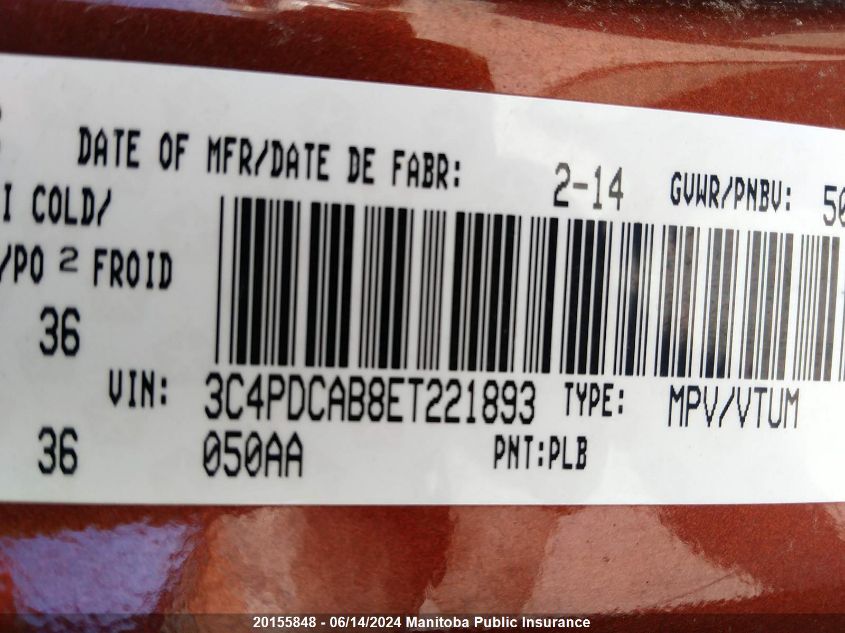 DATE OF MFR/DATE DE FABR: 2-14 GVWR/PNBV: 50
I COLD/
/PO 2 FROID
36
VIN: 3C4PDCAB8ET221893 TYPE: MPV/VTUM
36 050AA PNT:PLB
20155848 - 06/14/2024 Manitoba Public Insurance